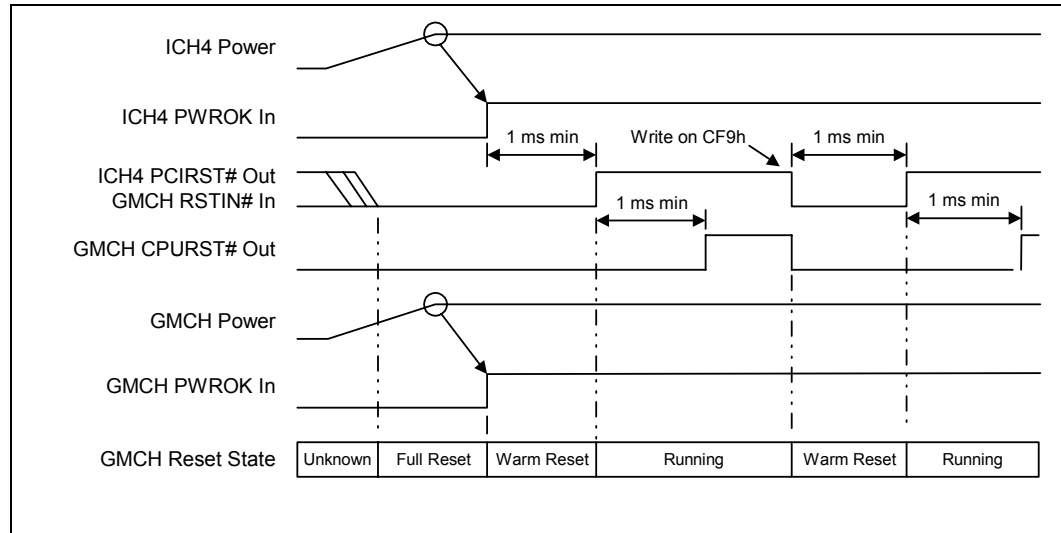 ICH4 Power
ICH4 PWROK In
1 ms min
Write on CF9h
1 ms min
ICH4 PCIRST# Out
GMCH RSTIN# In
1 ms min
1 ms min
GMCH CPURST# Out
GMCH Power
GMCH PWROK In
GMCH Reset State
Unknown
Full Reset
Warm Reset
Running
Warm Reset
Running